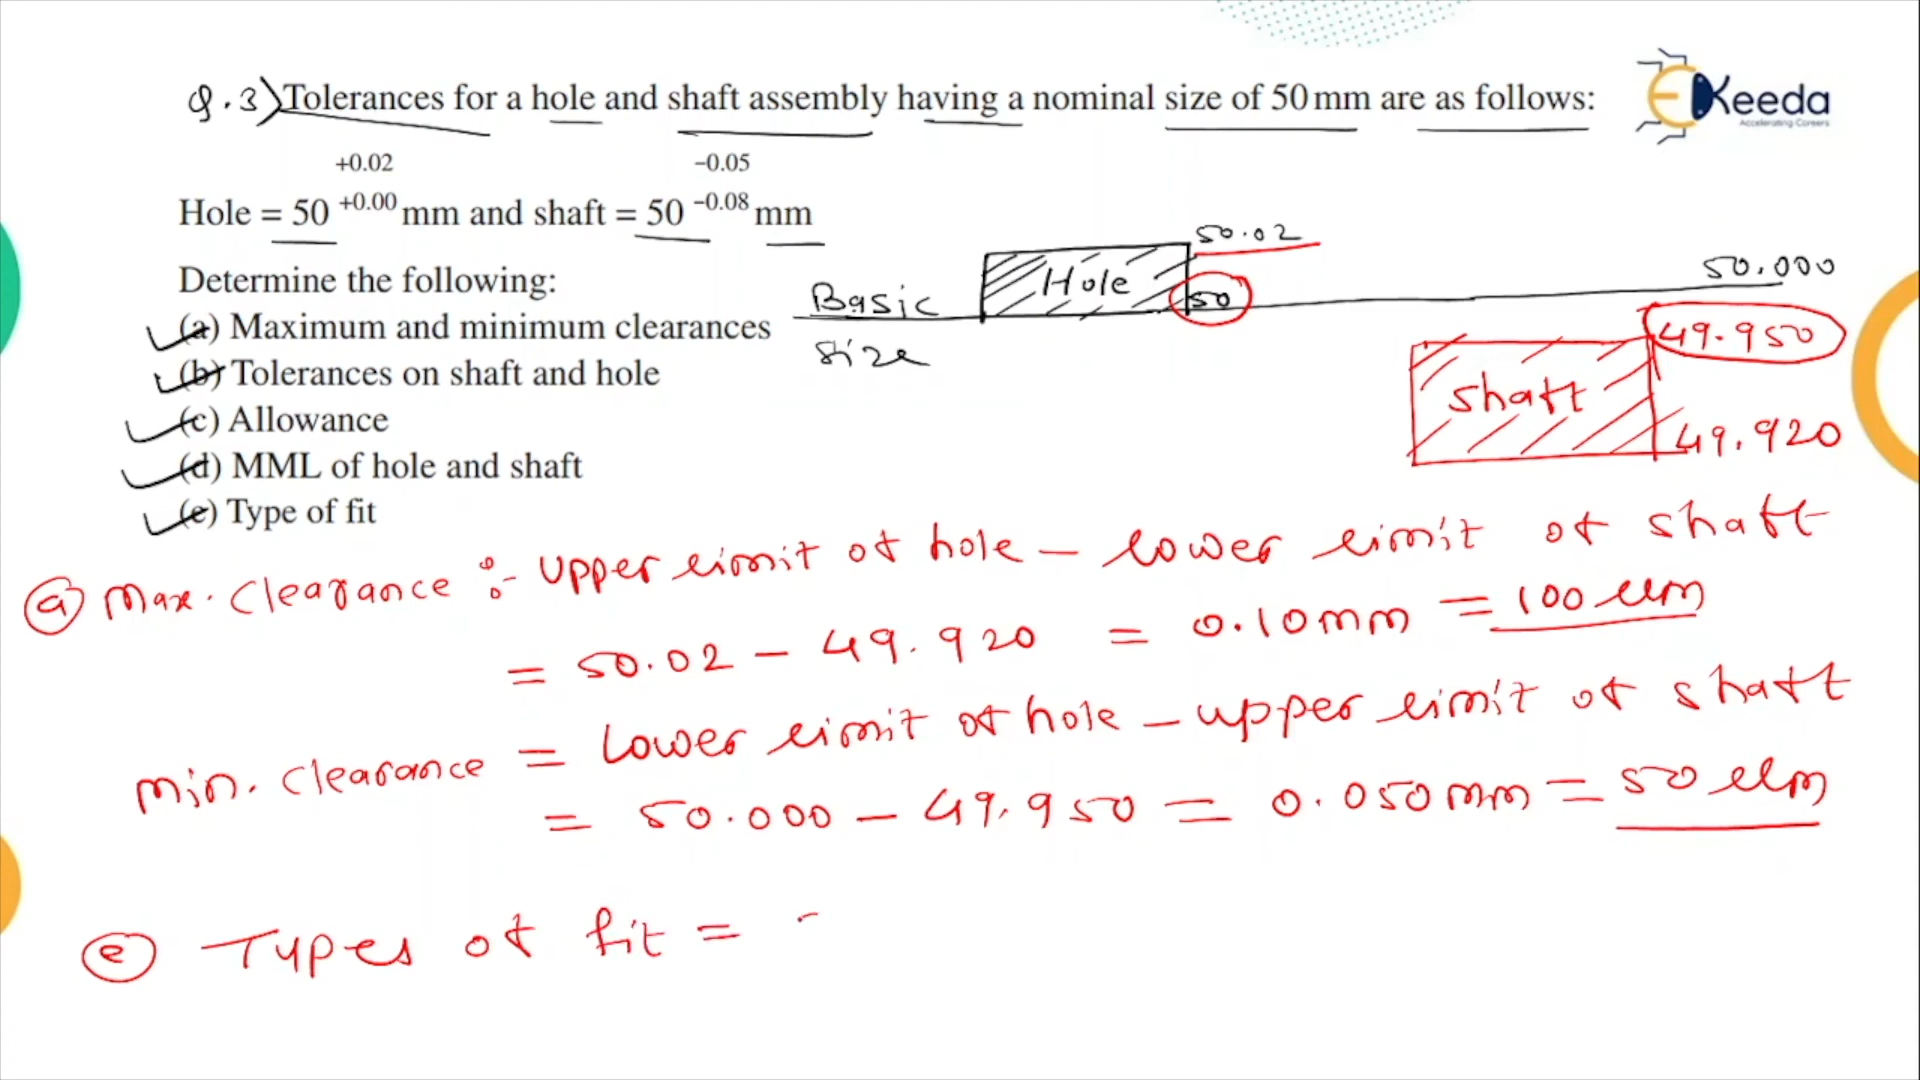 Q.3) Tolerances for a hole and shaft assembly having a nominal size of 50 mm are as follows:
Keeda
Accelerating Careers
+0.02 −0.05
Hole = 50 +0.00 mm and shaft = 50 −0.08 mm
50.02
50.000
Determine the following:
Hole
50
Basic
Size
(a) Maximum and minimum clearances
49.950
(b) Tolerances on shaft and hole
shaft
(c) Allowance
49.920
(d) MML of hole and shaft
(e) Type of fit
(a) Max. Clearance :- upper limit of hole − lower limit of shaft
= 50.02 − 49.920 = 0.10mm = 100 μm
Min. Clearance = Lower limit of hole − upper limit of shaft
= 50.000 − 49.950 = 0.050mm = 50 μm
(e) Types of fit =